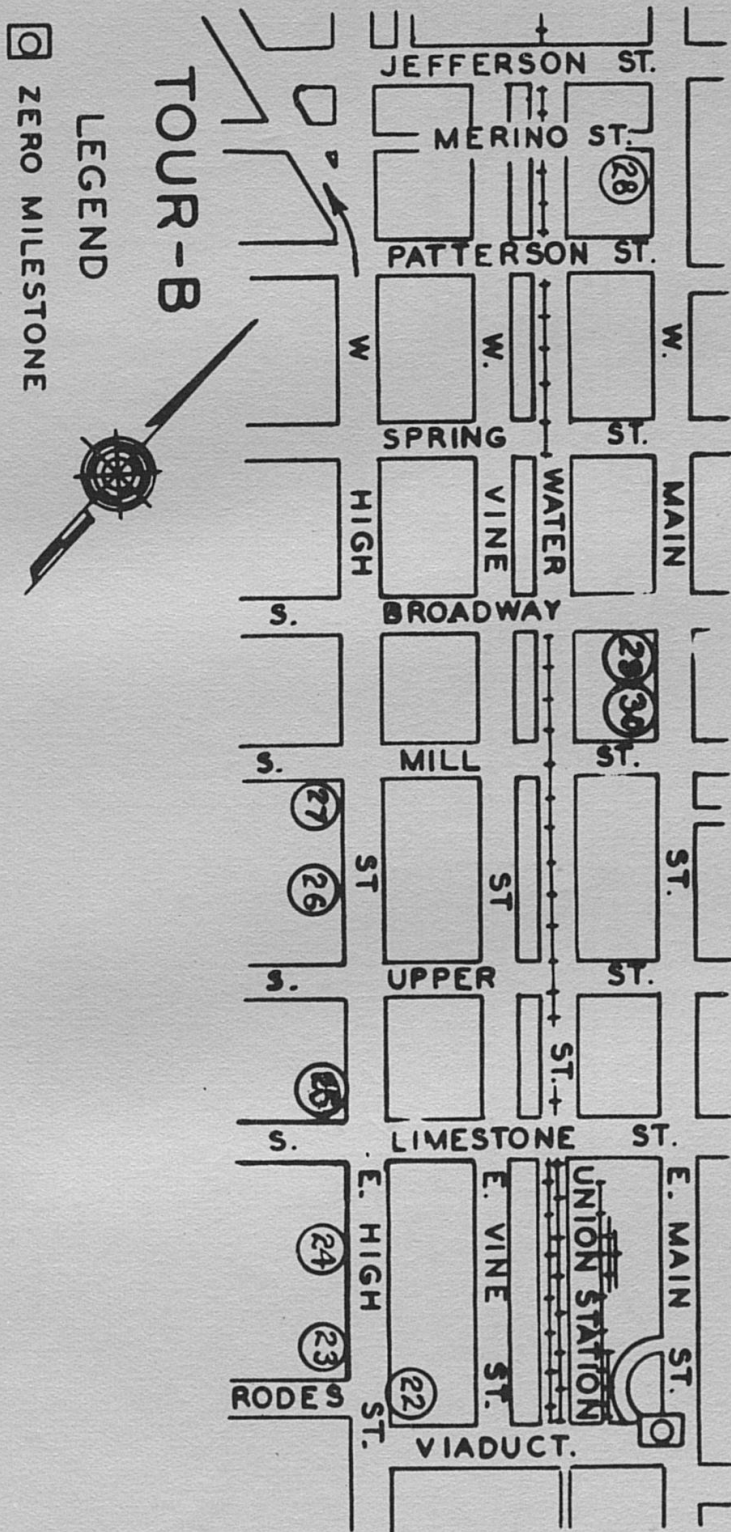 TOUR-B
LEGEND
O ZERO MILESTONE
JEFFERSON ST.
MERINO ST.
28
PATTERSON ST.
W HIGH ST
W. VINE ST
WATER ST.
W. MAIN ST.
SPRING ST.
S. BROADWAY
29 30
S. MILL ST.
27
26
S. UPPER ST.
25
S. LIMESTONE ST.
E. HIGH ST.
E. VINE ST.
UNION STATION
E. MAIN ST.
24
23
22
O
RODES
VIADUCT.